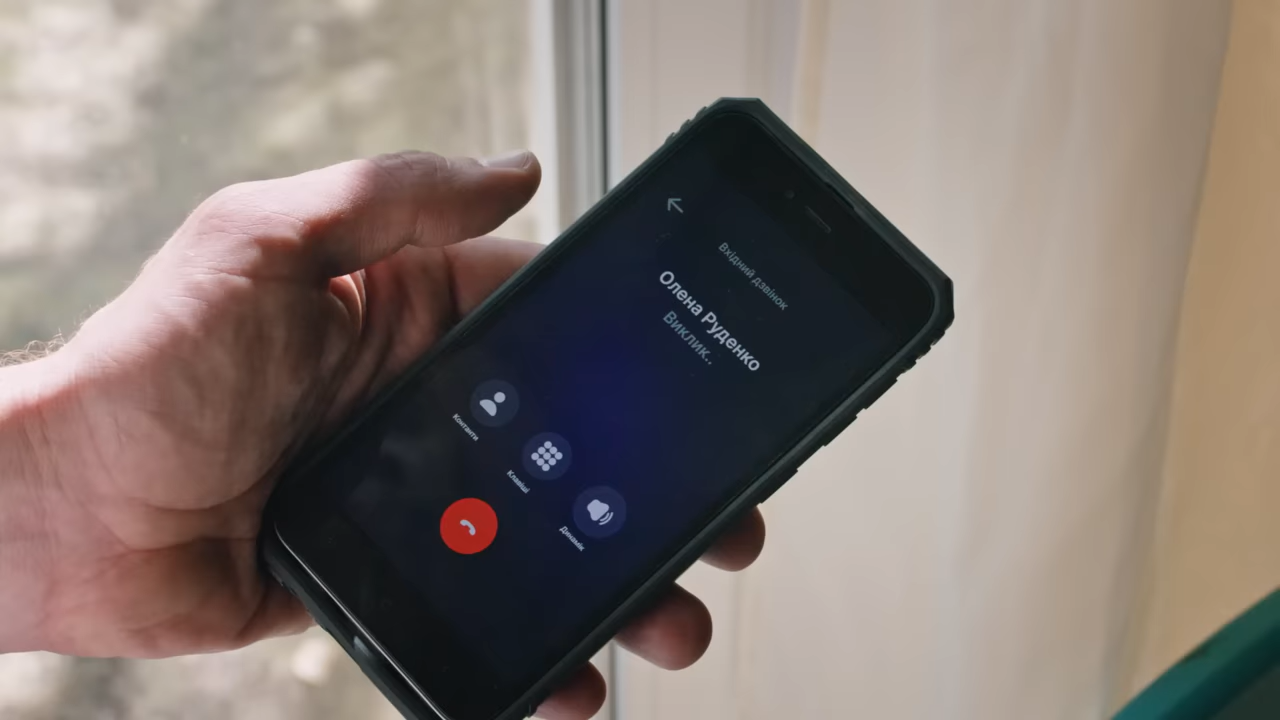 Вхідний дзвінок
Олена Руденко
Виклик..
Контакти
Клавіші
Динамік